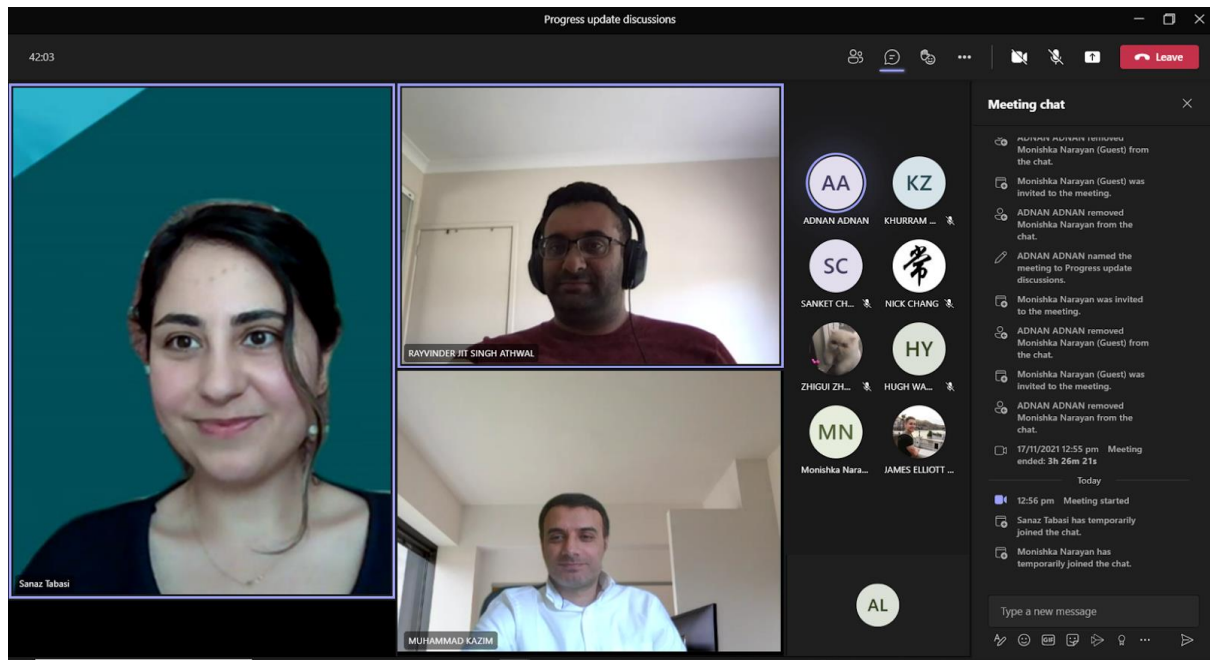 Progress update discussions
42:03
Leave
Sanaz Tabasi
RAYVINDER JIT SINGH ATHWAL
MUHAMMAD KAZIM
AA
KZ
ADNAN ADNAN
KHURRAM ...
SC
常
SANKET CH...
NICK CHANG
HY
ZHIGUI ZH...
HUGH WA...
MN
Monishka Nara...
JAMES ELLIOTT ...
AL
Meeting chat
ADNAN ADNAN removed
Monishka Narayan (Guest) from
the chat.
Monishka Narayan (Guest) was
invited to the meeting.
ADNAN ADNAN removed
Monishka Narayan from the
chat.
ADNAN ADNAN named the
meeting to Progress update
discussions.
Monishka Narayan was invited
to the meeting.
ADNAN ADNAN removed
Monishka Narayan (Guest) from
the chat.
Monishka Narayan (Guest) was
invited to the meeting.
ADNAN ADNAN removed
Monishka Narayan from the
chat.
17/11/2021 12:55 pm Meeting
ended: 3h 26m 21s
Today
12:56 pm Meeting started
Sanaz Tabasi has temporarily
joined the chat.
Monishka Narayan has
temporarily joined the chat.
Type a new message
GIF